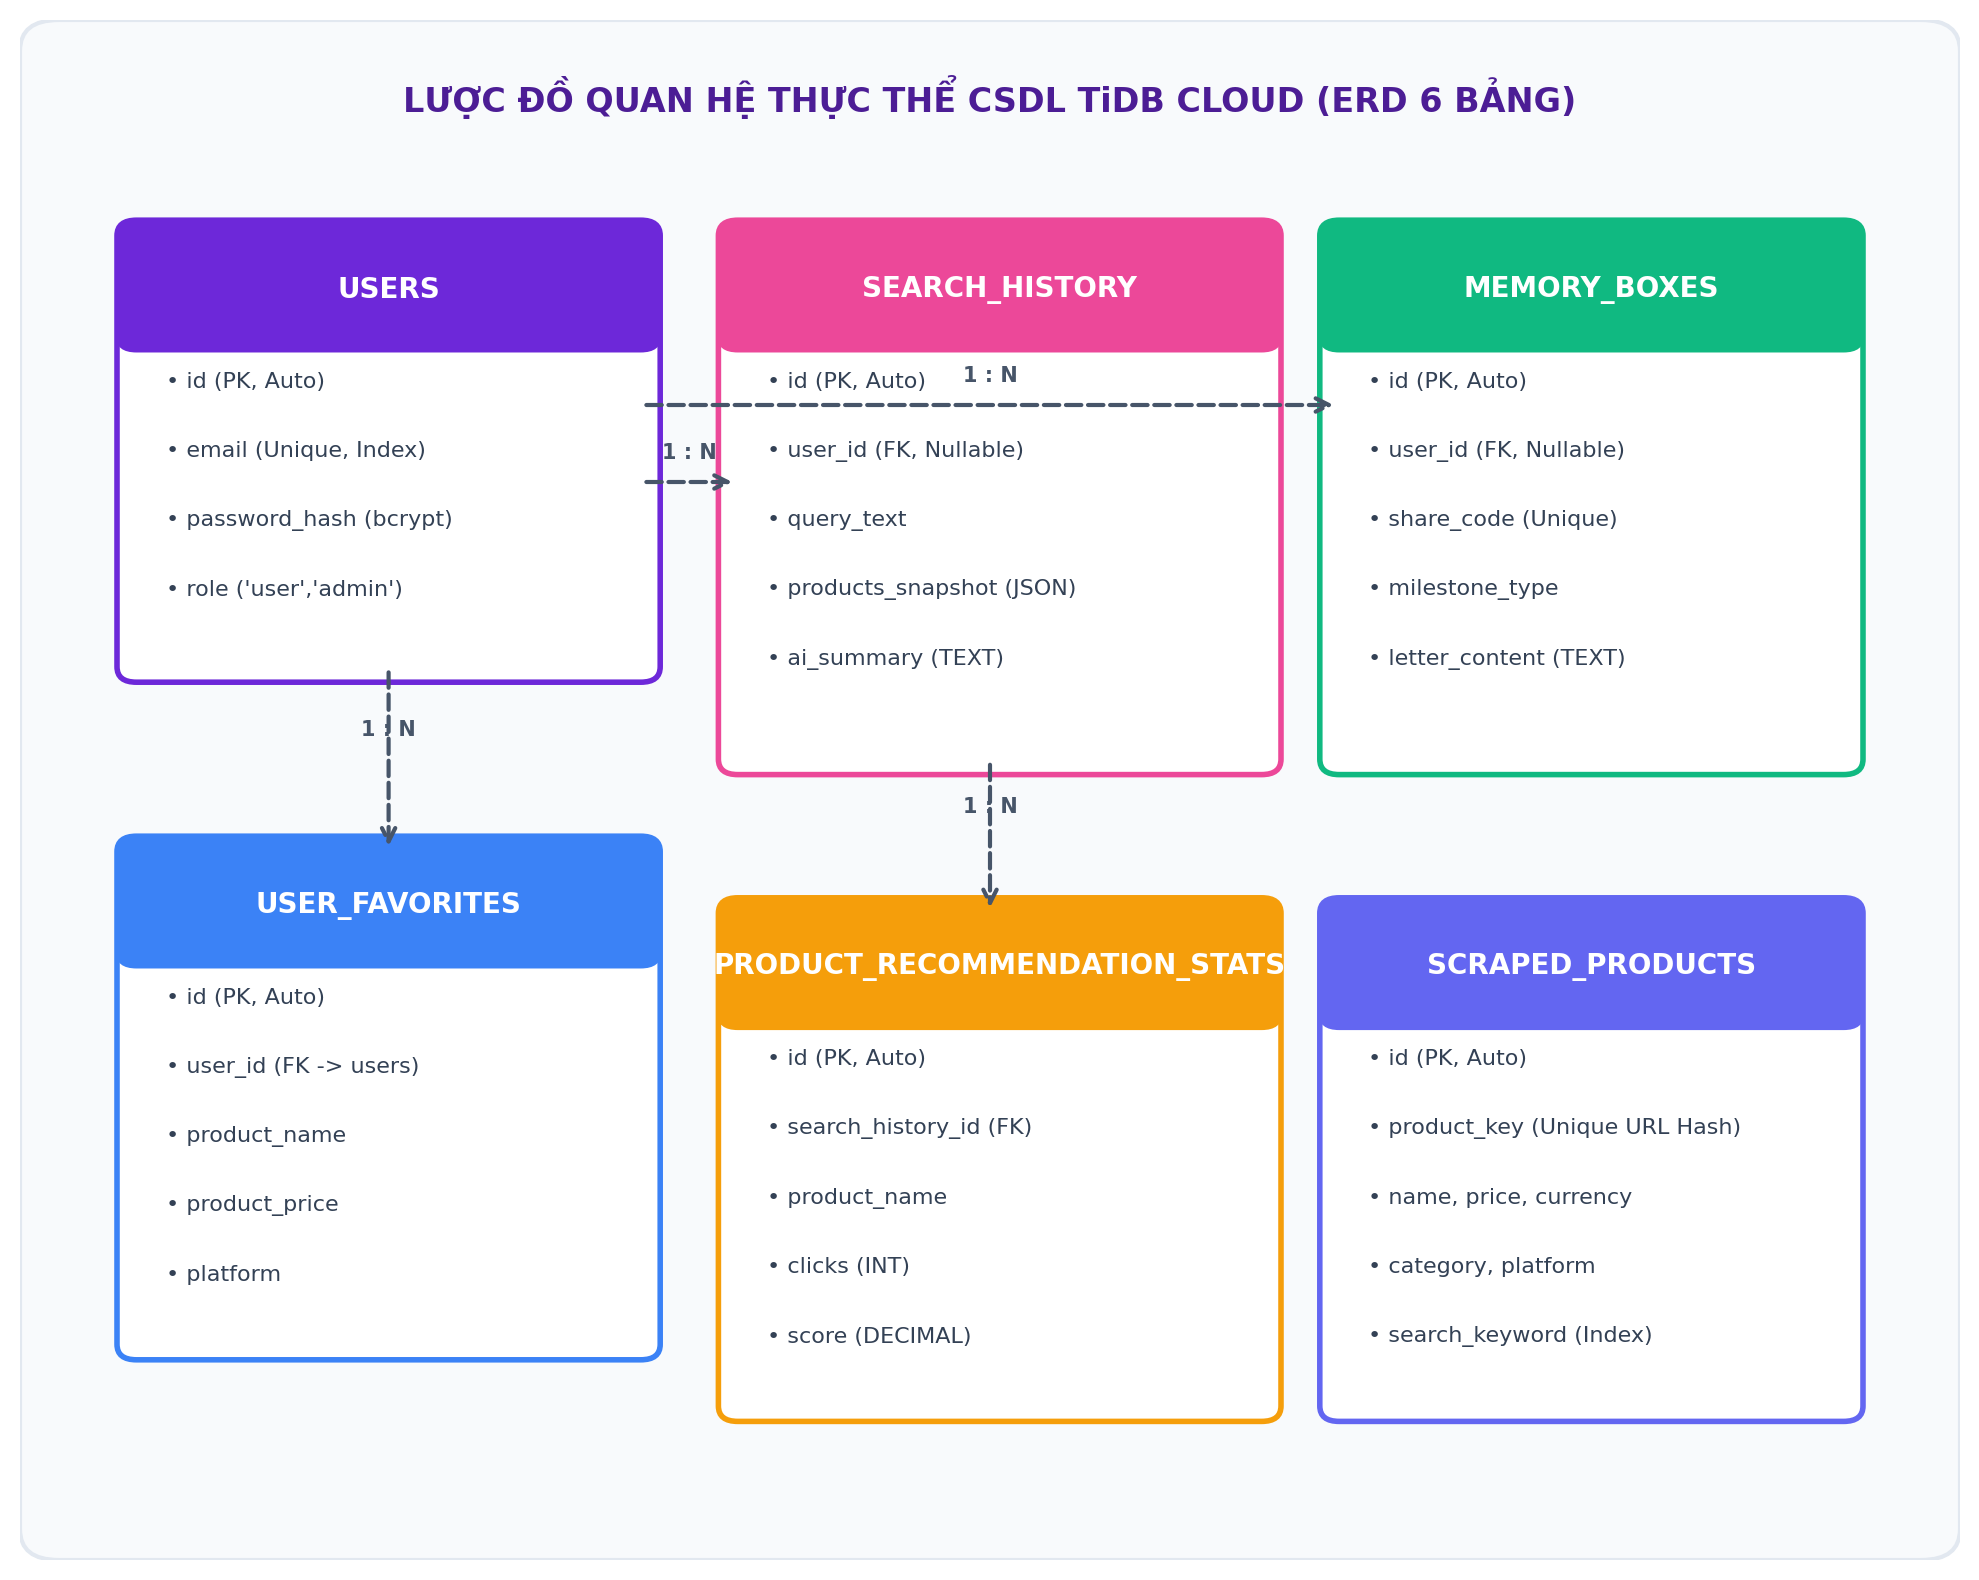 LƯỢC ĐỒ QUAN HỆ THỰC THỂ CSDL TiDB CLOUD (ERD 6 BẢNG)
USERS
• id (PK, Auto)
• email (Unique, Index)
• password_hash (bcrypt)
• role ('user','admin')
1 : N
1 : N
1 : N
SEARCH_HISTORY
• id (PK, Auto)
• user_id (FK, Nullable)
• query_text
• products_snapshot (JSON)
• ai_summary (TEXT)
1 : N
MEMORY_BOXES
• id (PK, Auto)
• user_id (FK, Nullable)
• share_code (Unique)
• milestone_type
• letter_content (TEXT)
USER_FAVORITES
• id (PK, Auto)
• user_id (FK -> users)
• product_name
• product_price
• platform
PRODUCT_RECOMMENDATION_STATS
• id (PK, Auto)
• search_history_id (FK)
• product_name
• clicks (INT)
• score (DECIMAL)
SCRAPED_PRODUCTS
• id (PK, Auto)
• product_key (Unique URL Hash)
• name, price, currency
• category, platform
• search_keyword (Index)